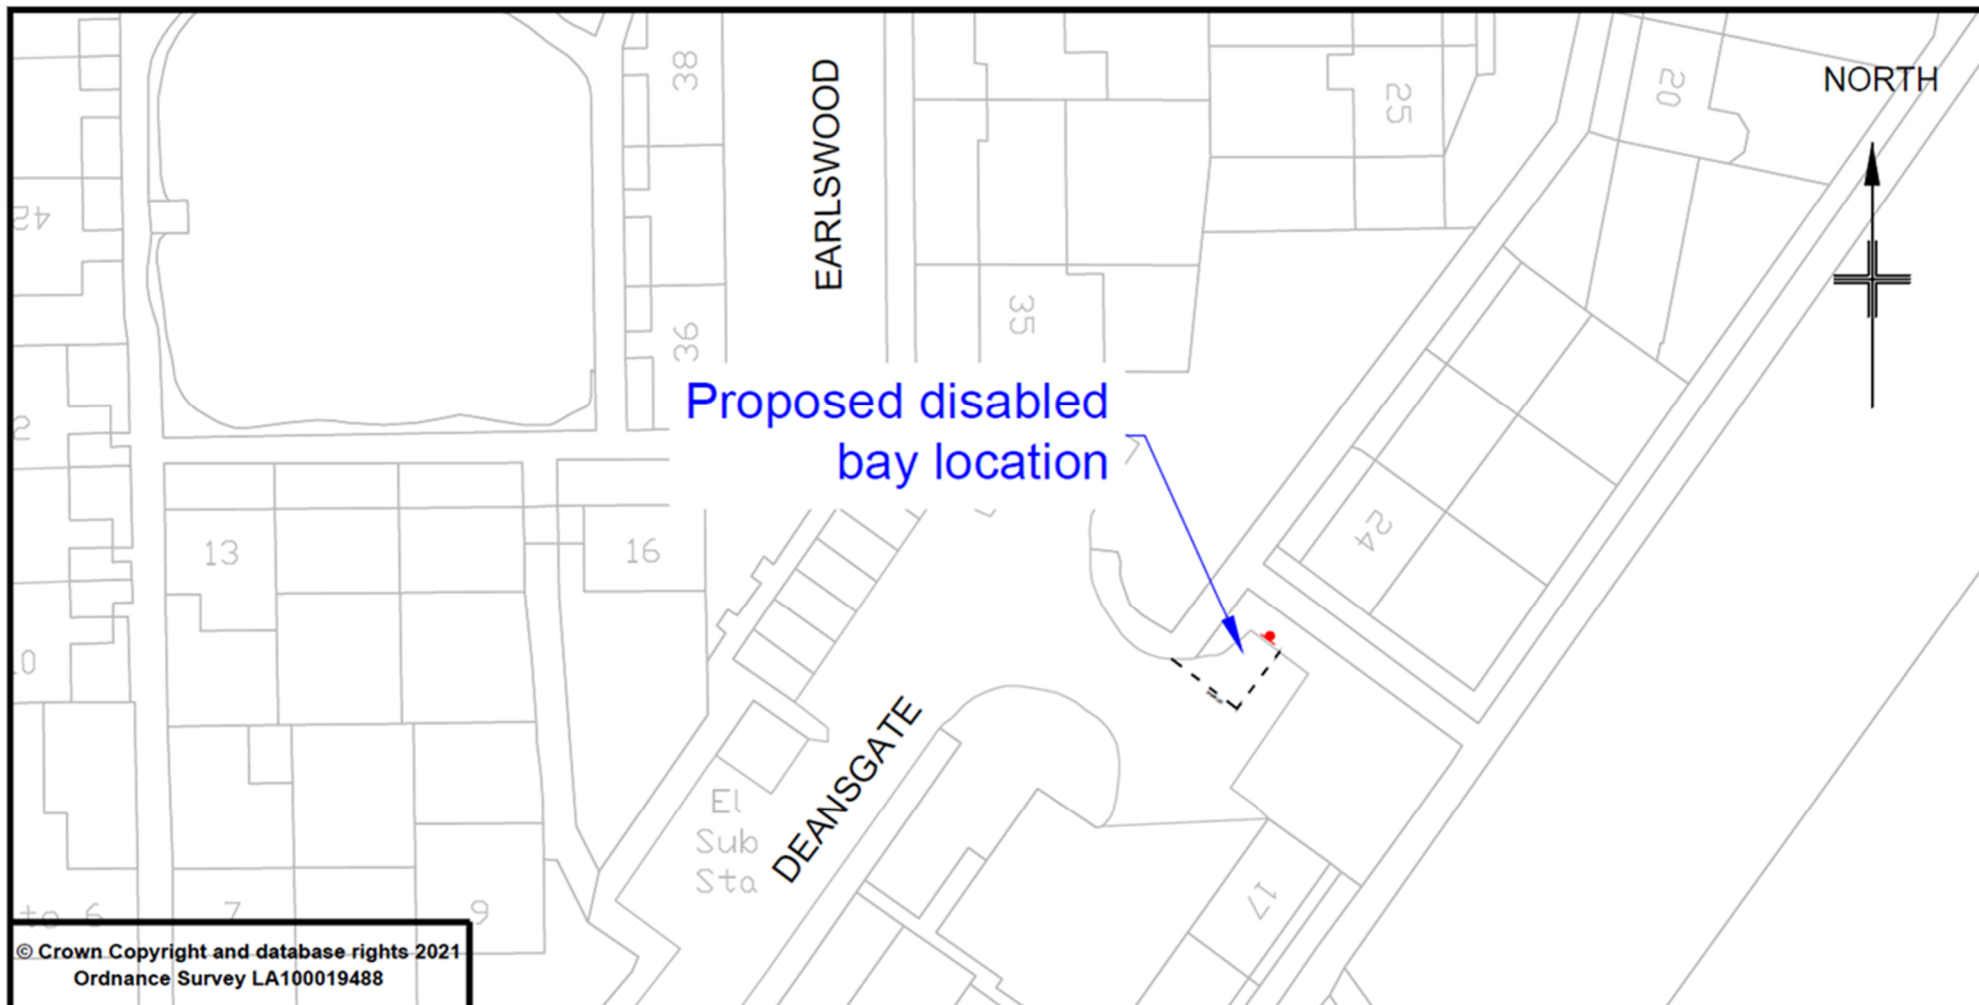 38
EARLSWOOD
25
20
NORTH
42
35
36
Proposed disabled
bay location
2
13
16
24
10
DEANSGATE
El
Sub
Sta
17
to 6
7
9
© Crown Copyright and database rights 2021
Ordnance Survey LA100019488